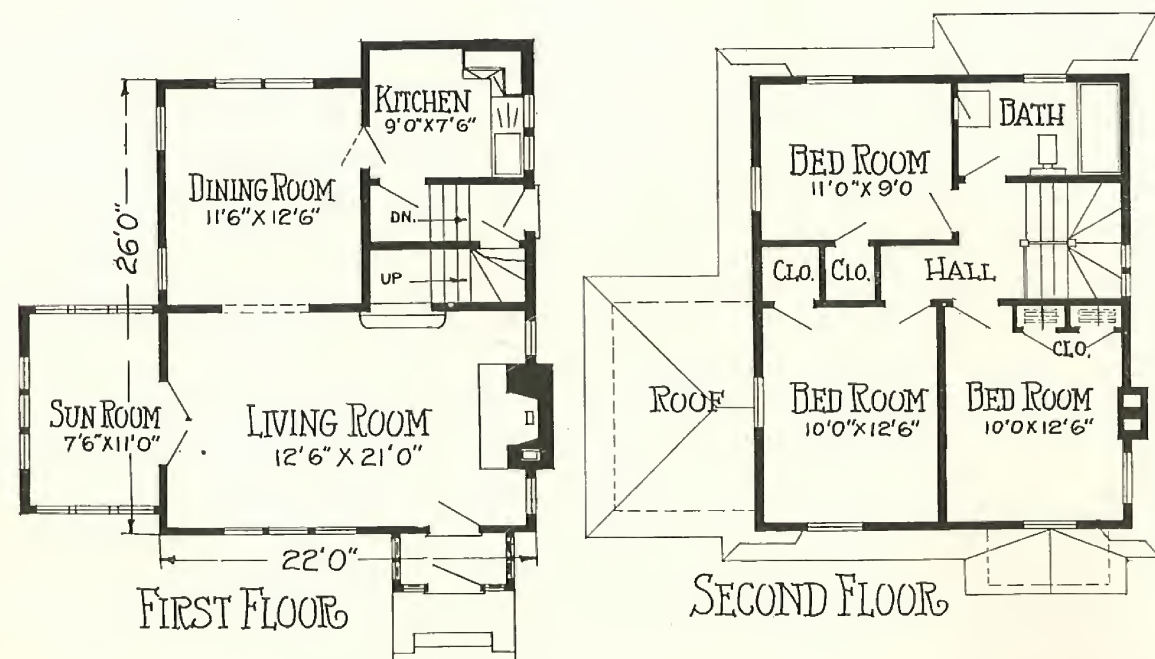 KITCHEN
9'0"X7'6"
DINING ROOM
11'6"X12'6"
26'0"
DN.
UP
SUN ROOM
7'6"X11'0"
LIVING ROOM
12'6" X 21'0"
22'0"
FIRST FLOOR
BATH
BED ROOM
11'0"X9'0
CLO.
CLO.
HALL
CLO.
ROOF
BED ROOM
10'0"X12'6"
BED ROOM
10'0X12'6"
SECOND FLOOR